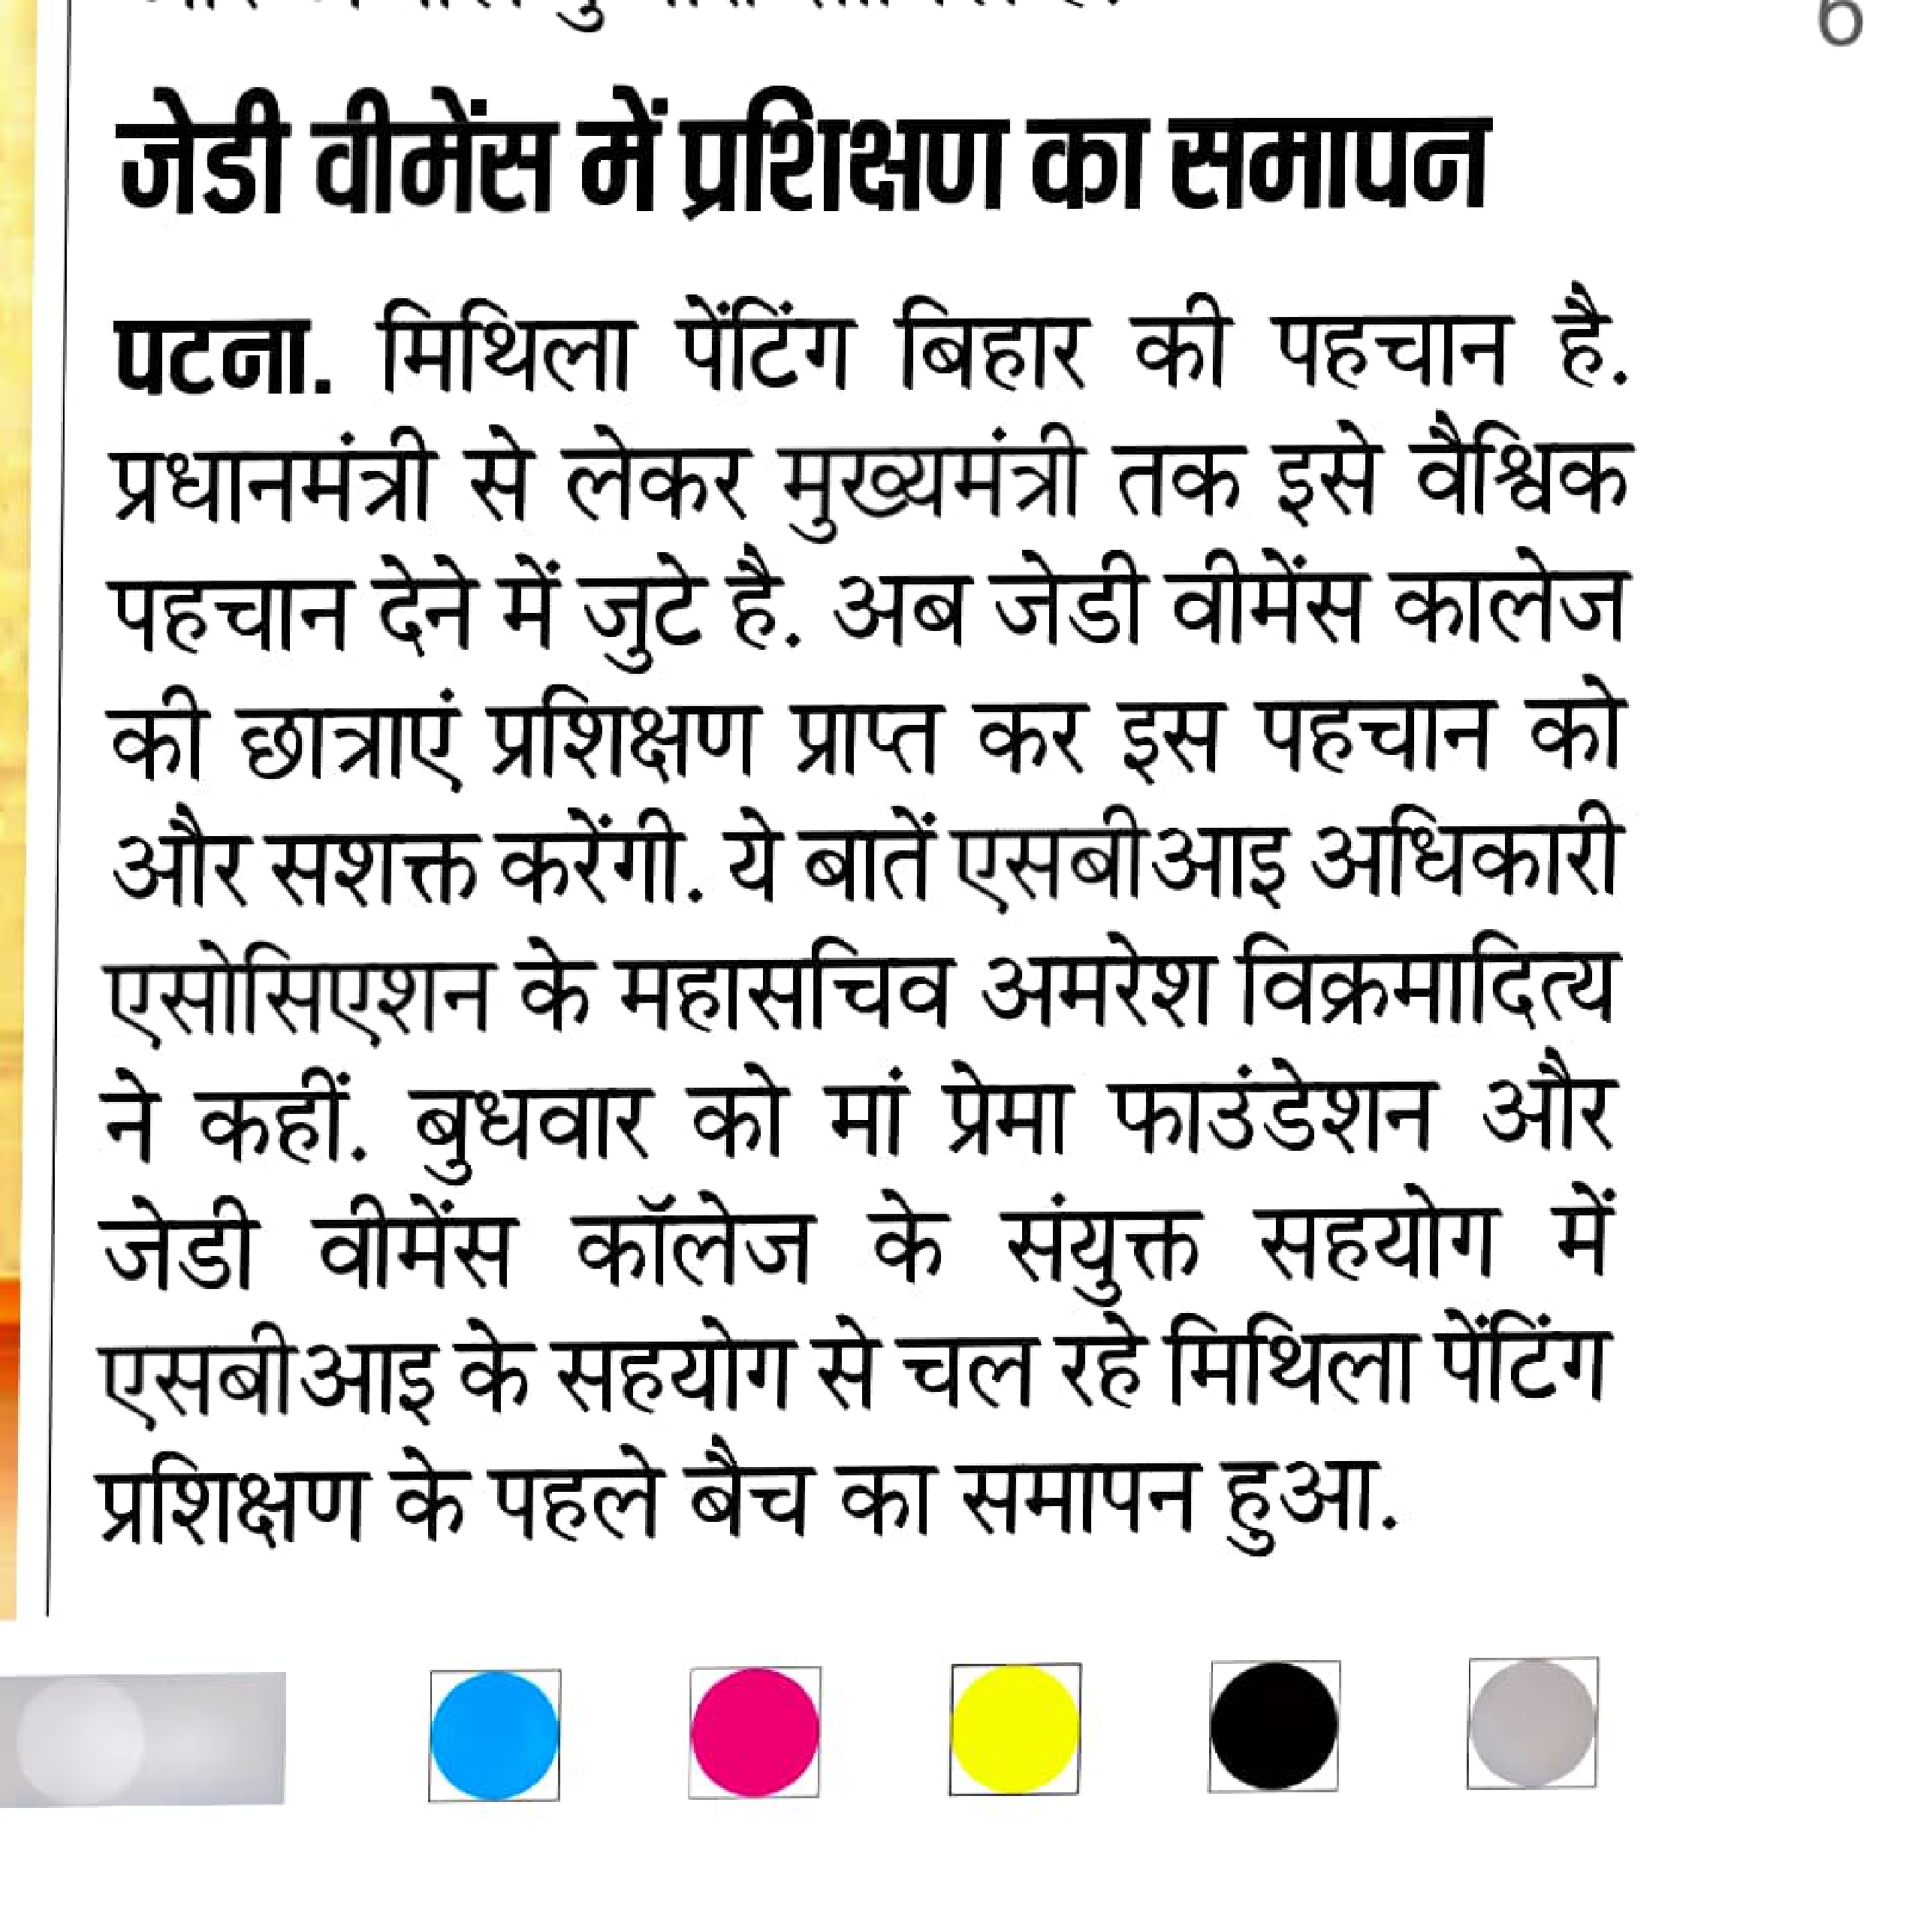 6
जेडी वीमेंस में प्रशिक्षण का समापन
पटना. मिथिला पेंटिंग बिहार की पहचान है.
प्रधानमंत्री से लेकर मुख्यमंत्री तक इसे वैश्विक
पहचान देने में जुटे है. अब जेडी वीमेंस कालेज
की छात्राएं प्रशिक्षण प्राप्त कर इस पहचान को
और सशक्त करेंगी. ये बातें एसबीआइ अधिकारी
एसोसिएशन के महासचिव अमरेश विक्रमादित्य
ने कहीं. बुधवार को मां प्रेमा फाउंडेशन और
जेडी वीमेंस कॉलेज के संयुक्त सहयोग में
एसबीआइ के सहयोग से चल रहे मिथिला पेंटिंग
प्रशिक्षण के पहले बैच का समापन हुआ.